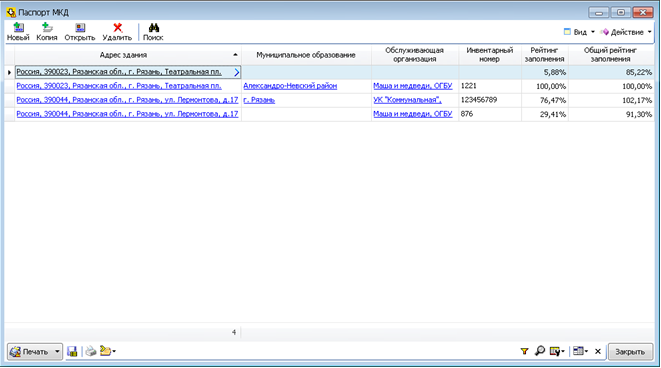 Паспорт МКД
Новый Копия Открыть Удалить Поиск Вид Действие
Адрес здания Муниципальное образование Обслуживающая организация Инвентарный номер Рейтинг заполнения Общий рейтинг заполнения
Россия, 390023, Рязанская обл., г. Рязань, Театральная пл. 5,88% 85,22%
Россия, 390023, Рязанская обл., г. Рязань, Театральная пл. Александро-Невский район Маша и медведи, ОГБУ 1221 100,00% 100,00%
Россия, 390044, Рязанская обл., г. Рязань, ул. Лермонтова, д.17 г. Рязань УК "Коммунальная", 123456789 76,47% 102,17%
Россия, 390044, Рязанская обл., г. Рязань, ул. Лермонтова, д.17 Маша и медведи, ОГБУ 876 29,41% 91,30%
4
Печать Закрыть